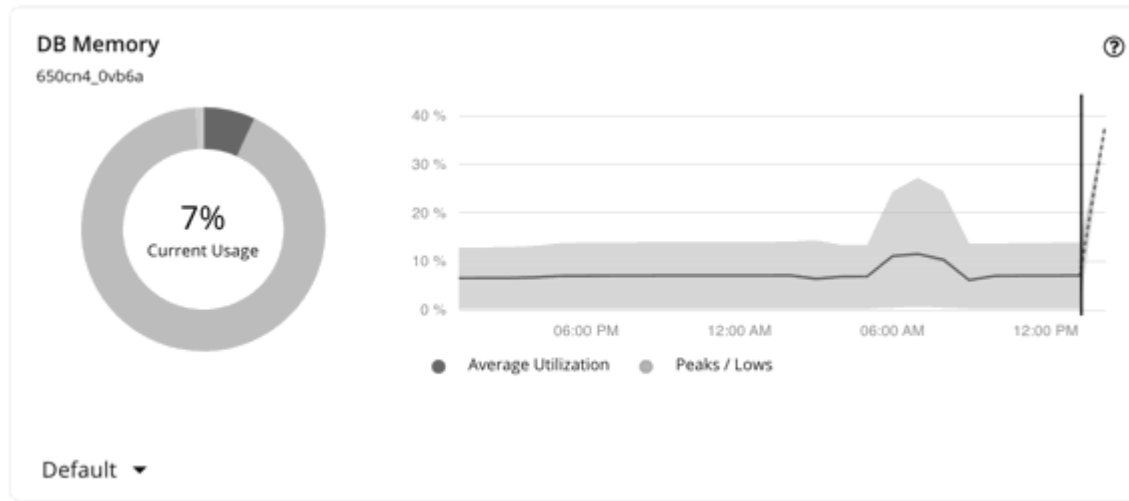 DB Memory
650cn4_0vb6a
7%
Current Usage
40 %
30 %
20 %
10 %
0 %
06:00 PM 12:00 AM 06:00 AM 12:00 PM
Average Utilization Peaks / Lows
Default